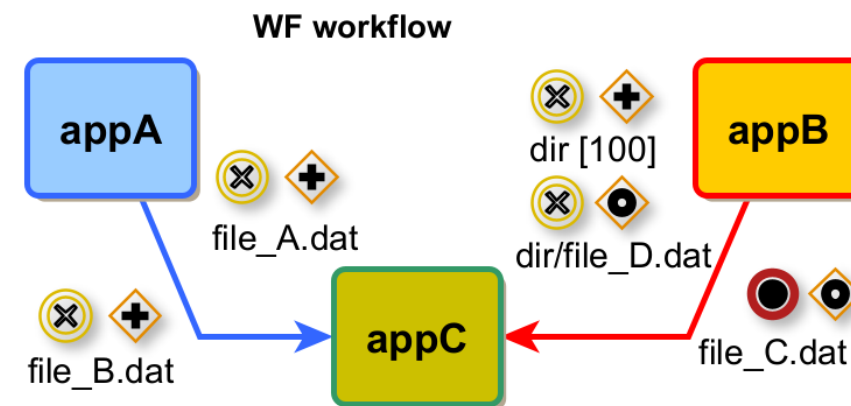 WF workflow
appA
appB
dir [100]
file_A.dat
dir/file_D.dat
appC
file_B.dat
file_C.dat